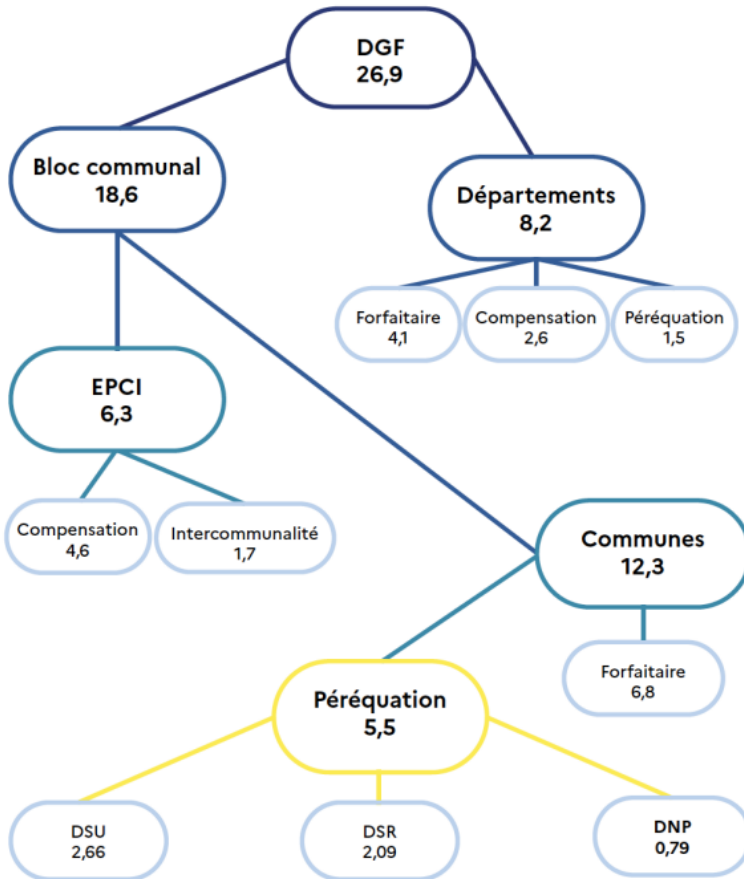 DGF
26,9
Bloc communal
18,6
Départements
8,2
Forfaitaire
4,1
Compensation
2,6
Péréquation
1,5
EPCI
6,3
Compensation
4,6
Intercommunalité
1,7
Communes
12,3
Forfaitaire
6,8
Péréquation
5,5
DSU
2,66
DSR
2,09
DNP
0,79